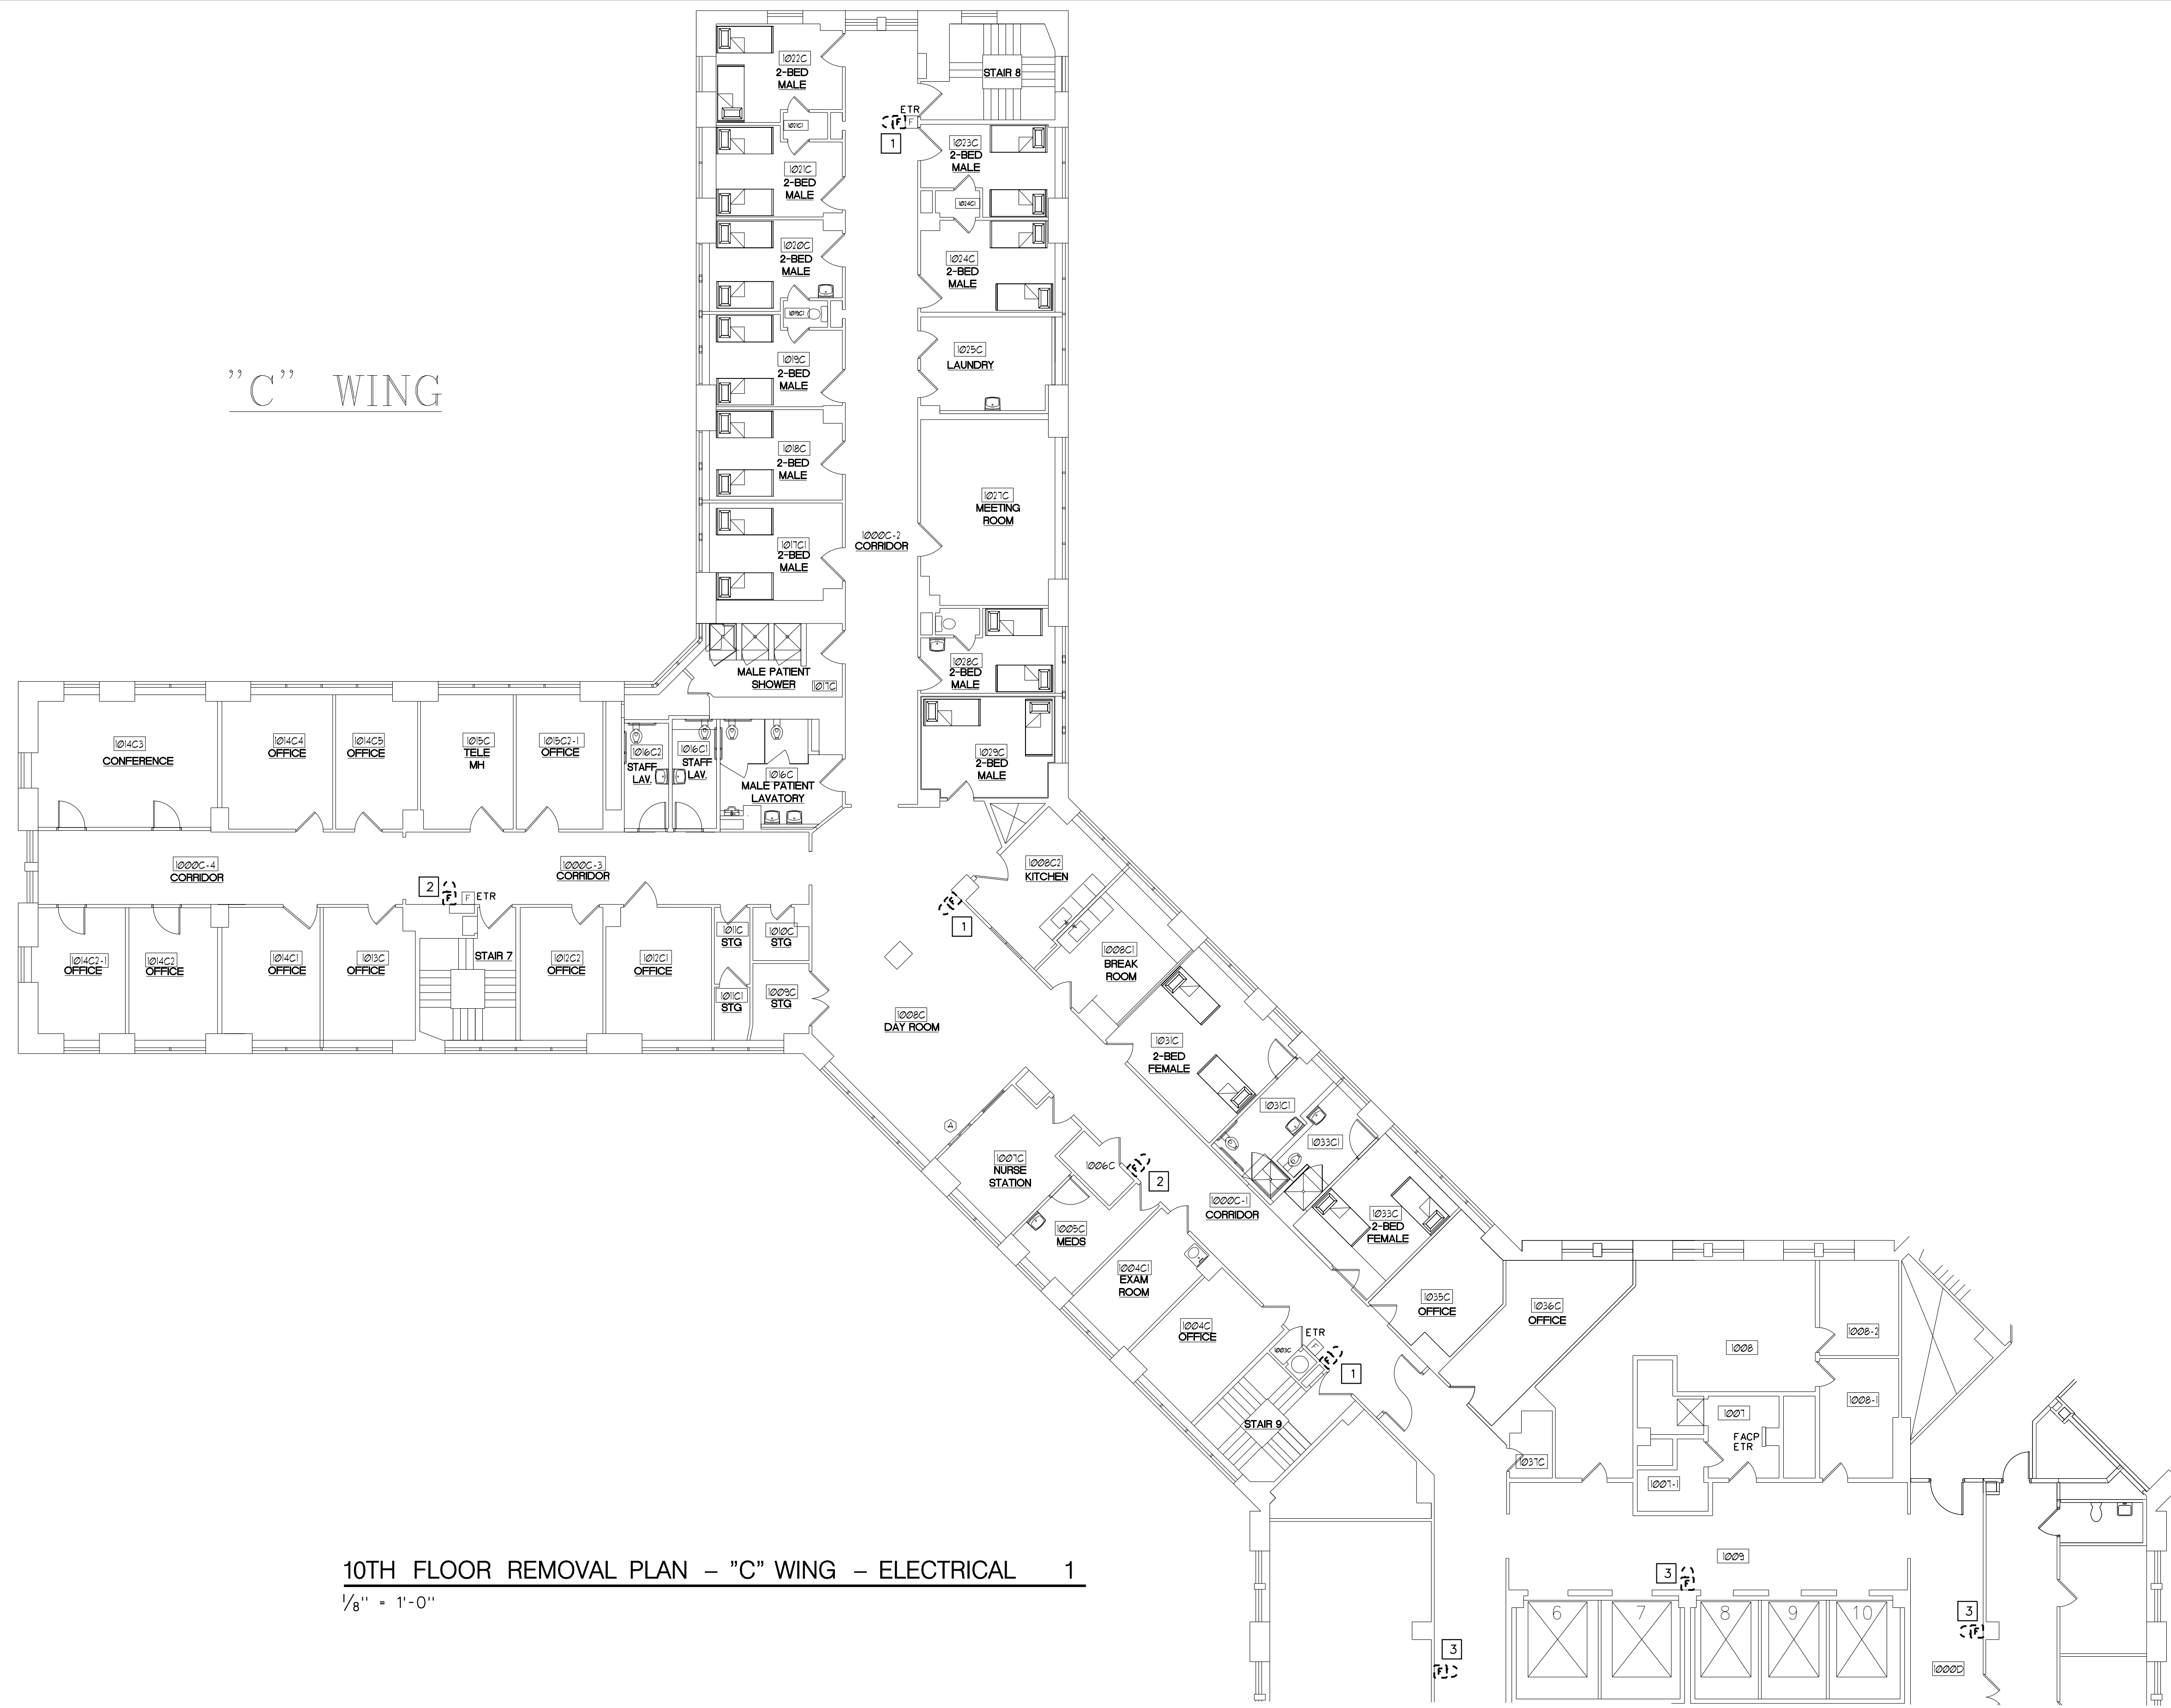 1022C
2-BED
MALE
STAIR 8
ETR
F F
1
1021C1
1023C
2-BED
MALE
1021C
2-BED
MALE
1024C1
1020C
2-BED
MALE
1024C
2-BED
MALE
1019C1
1025C
LAUNDRY
1019C
2-BED
MALE
"C" WING
1018C
2-BED
MALE
1027C
MEETING
ROOM
1017C1
2-BED
MALE
1000C-2
CORRIDOR
1028C
2-BED
MALE
MALE PATIENT
SHOWER
1017C
1014C3
CONFERENCE
1014C4
OFFICE
1014C5
OFFICE
1015C
TELE
MH
1015C2-1
OFFICE
1016C2
STAFF
LAV.
1016C1
STAFF
LAV.
1016C
MALE PATIENT
LAVATORY
1029C
2-BED
MALE
1000C-4
CORRIDOR
1000C-3
CORRIDOR
2
F F ETR
1008C2
KITCHEN
F
1
1014C2-1
OFFICE
1014C2
OFFICE
1014C1
OFFICE
1013C
OFFICE
STAIR 7
1012C2
OFFICE
1012C1
OFFICE
1011C
STG
1010C
STG
1011C1
STG
1009C
STG
1008C1
BREAK
ROOM
1008C
DAY ROOM
1031C
2-BED
FEMALE
1031C1
A
1033C1
1007C
NURSE
STATION
1006C
F
2
1000C-1
CORRIDOR
1005C
MEDS
1033C
2-BED
FEMALE
1004C1
EXAM
ROOM
1035C
OFFICE
1036C
OFFICE
1004C
OFFICE
ETR
1003C
F
F
1
1008
1008-2
1008-1
STAIR 9
1007
FACP
ETR
1037C
1007-1
1009
3
F
6 7 8 9 10
3
F
3
F
1000D
10TH FLOOR REMOVAL PLAN – "C" WING – ELECTRICAL 1
1/8" = 1'-0"